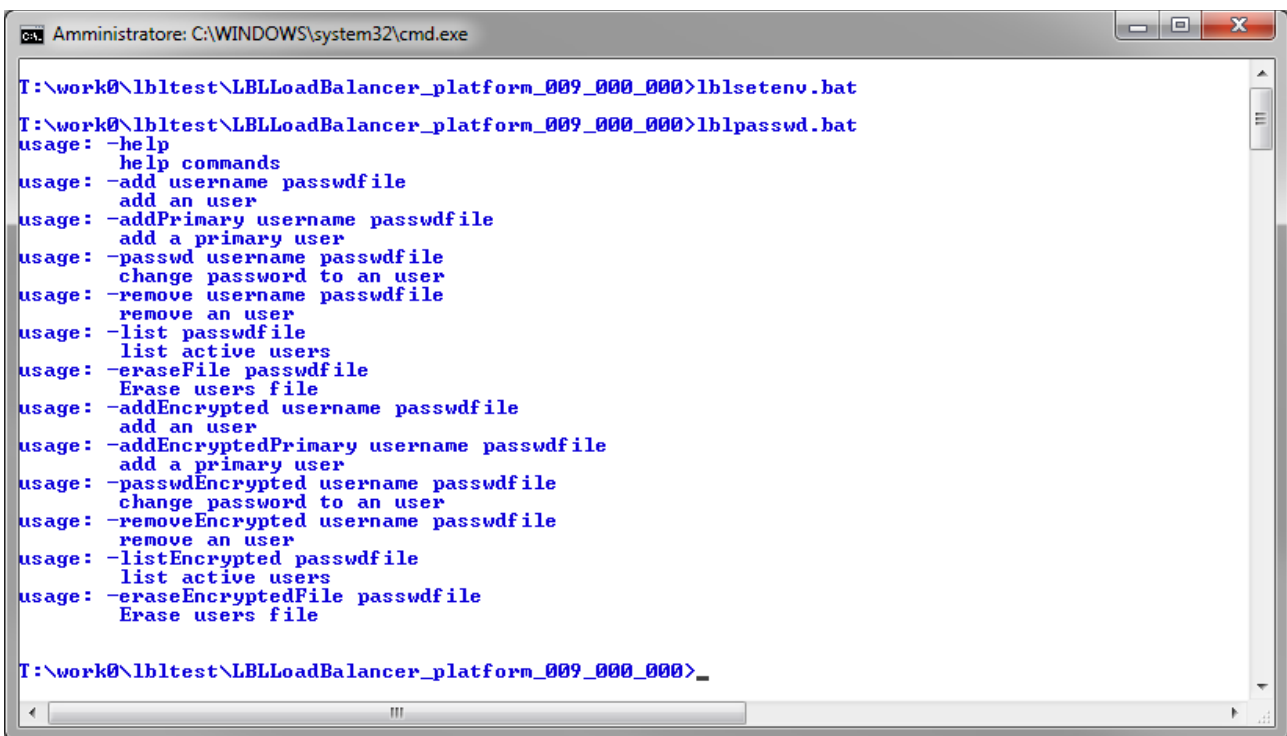 Amministratore: C:\WINDOWS\system32\cmd.exe
T:\work0\lbltest\LBLLoadBalancer_platform_009_000_000>lblsetenv.bat
T:\work0\lbltest\LBLLoadBalancer_platform_009_000_000>lblpasswd.bat
usage: -help
help commands
usage: -add username passwdfile
add an user
usage: -addPrimary username passwdfile
add a primary user
usage: -passwd username passwdfile
change password to an user
usage: -remove username passwdfile
remove an user
usage: -list passwdfile
list active users
usage: -eraseFile passwdfile
Erase users file
usage: -addEncrypted username passwdfile
add an user
usage: -addEncryptedPrimary username passwdfile
add a primary user
usage: -passwdEncrypted username passwdfile
change password to an user
usage: -removeEncrypted username passwdfile
remove an user
usage: -listEncrypted passwdfile
list active users
usage: -eraseEncryptedFile passwdfile
Erase users file
T:\work0\lbltest\LBLLoadBalancer_platform_009_000_000>_